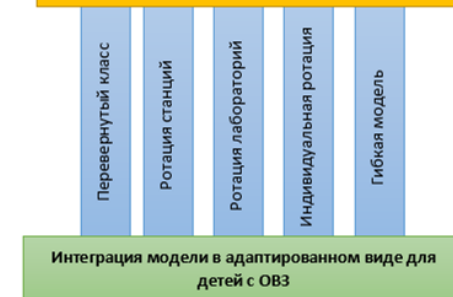 Перевернутый класс
Ротация станций
Ротация лабораторий
Индивидуальная ротация
Гибкая модель
Интеграция модели в адаптированном виде для
детей с ОВЗ